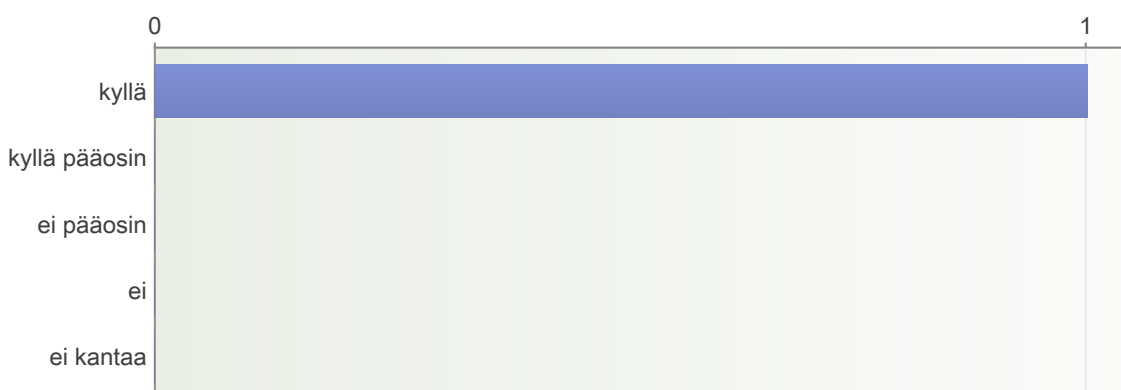 0 1
kyllä
kyllä pääosin
ei pääosin
ei
ei kantaa